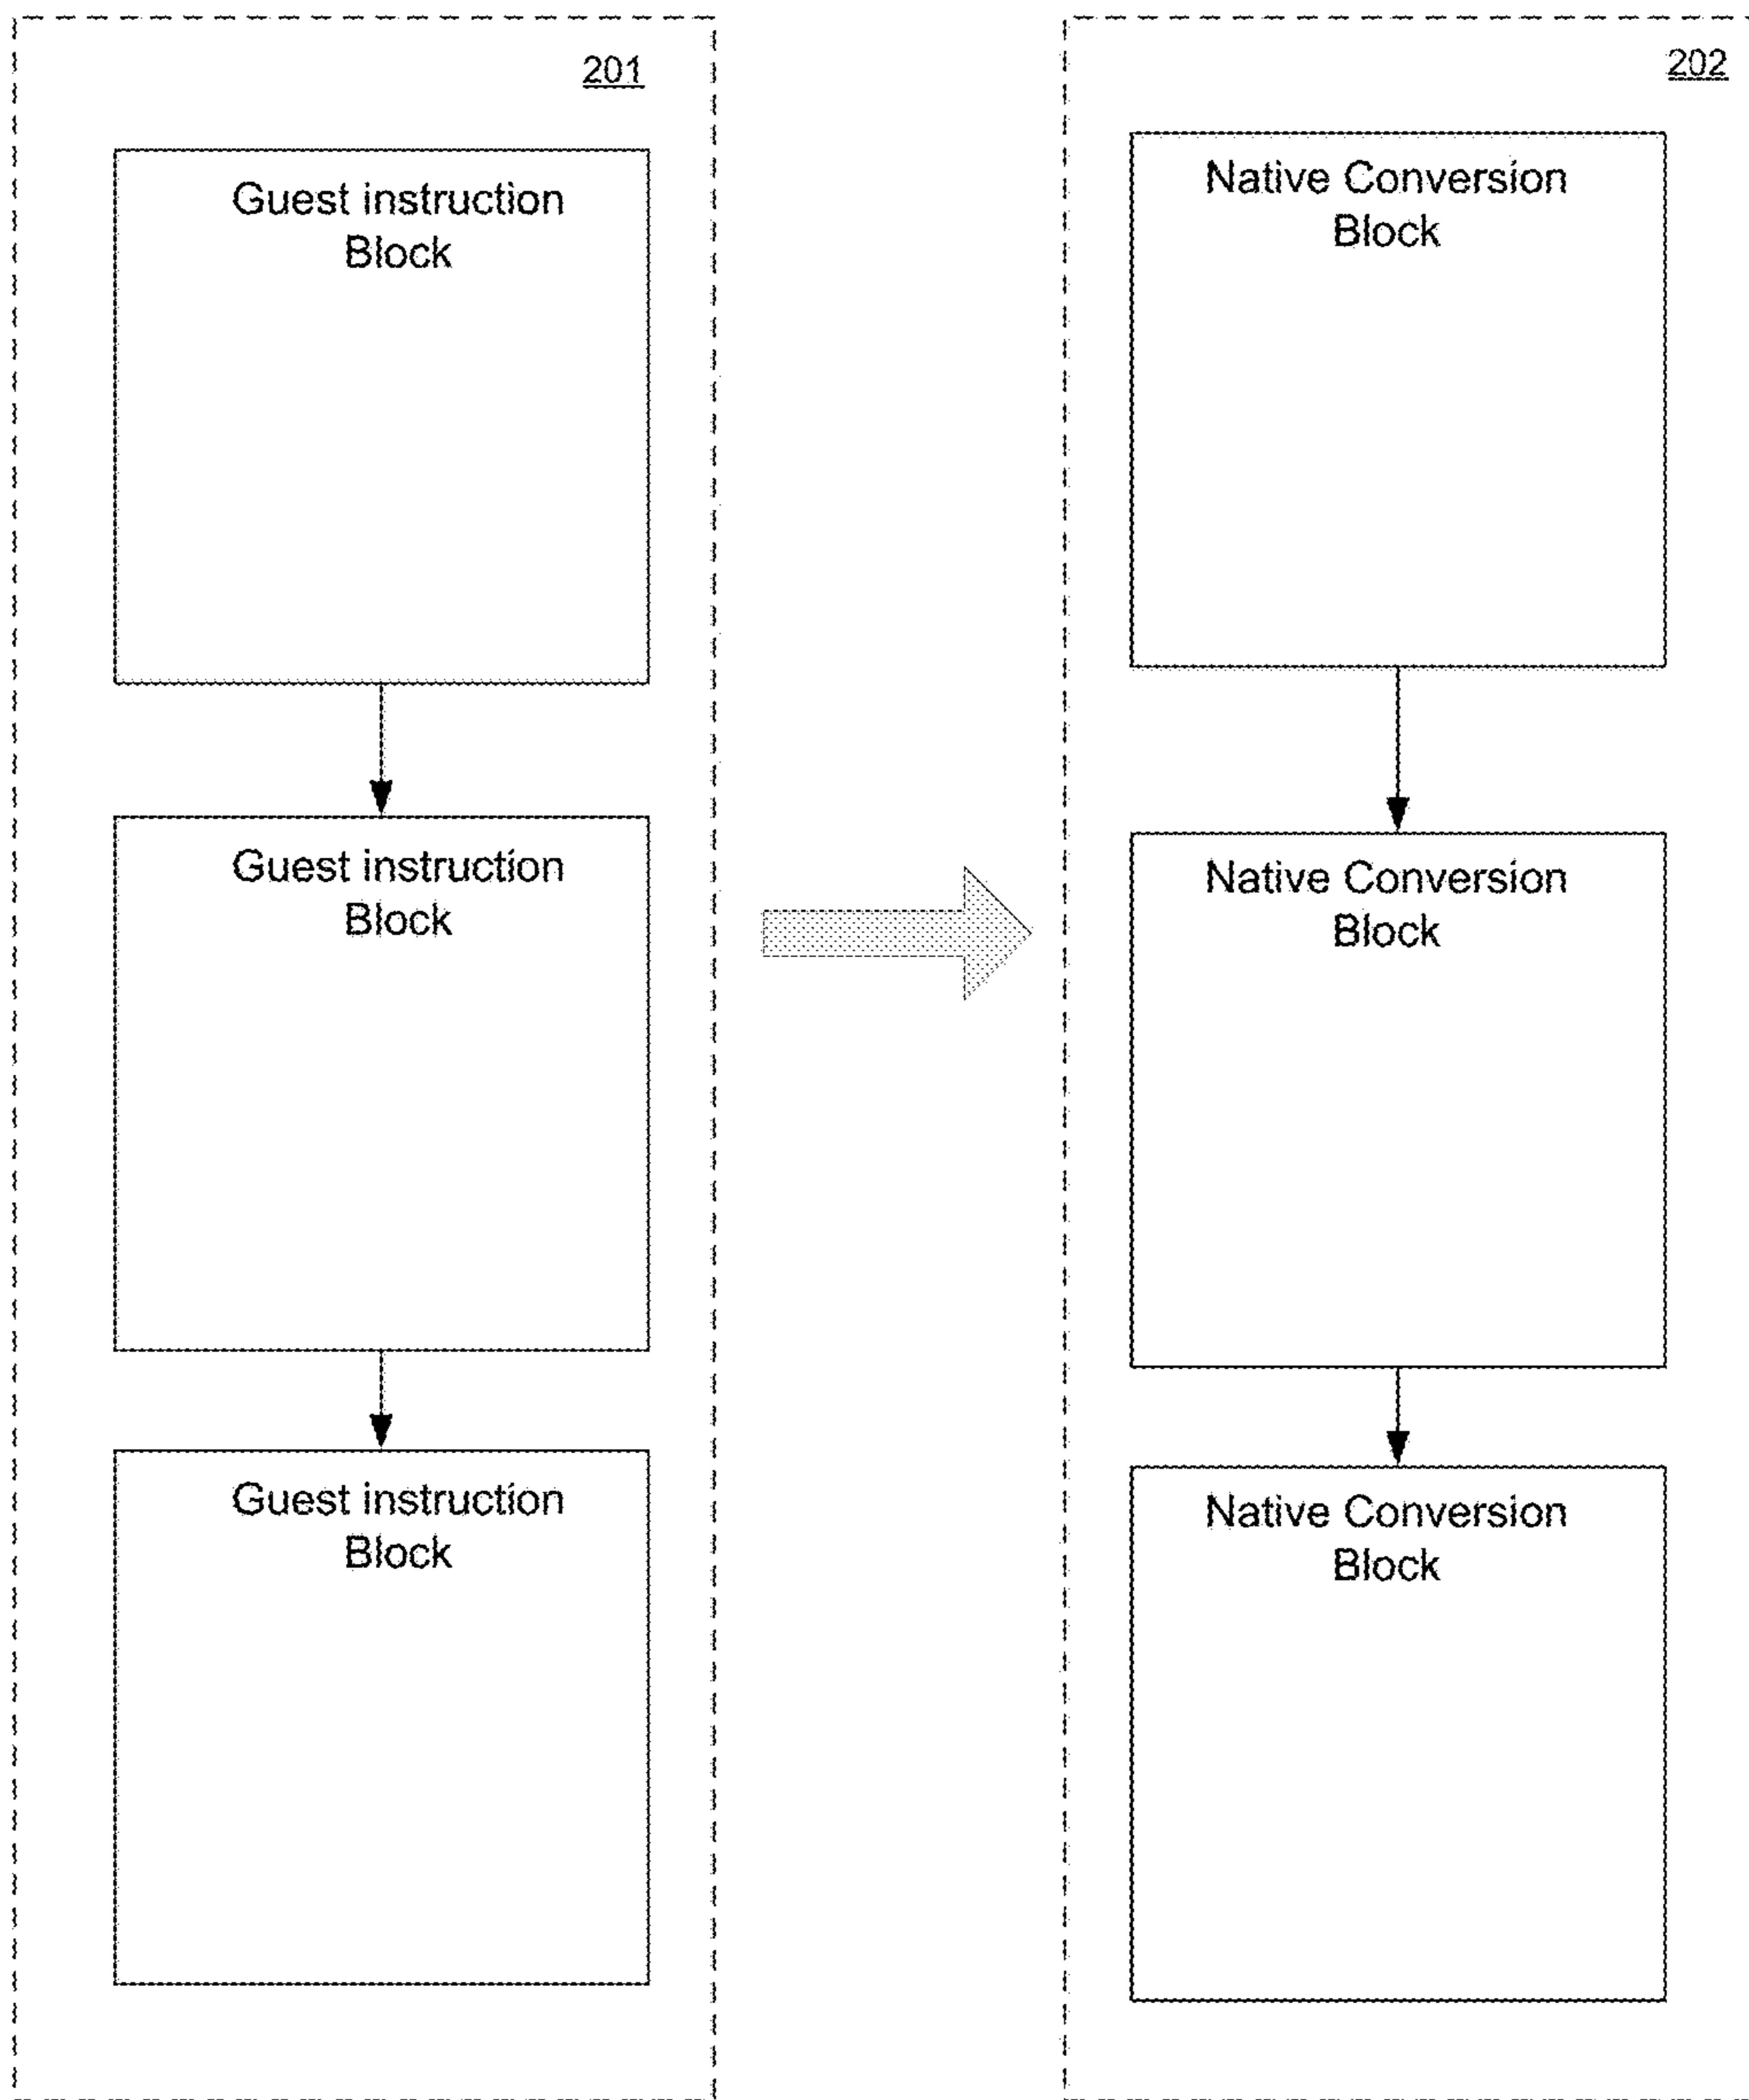 201
Guest instruction
Block
Guest instruction
Block
Guest instruction
Block
202
Native Conversion
Block
Native Conversion
Block
Native Conversion
Block